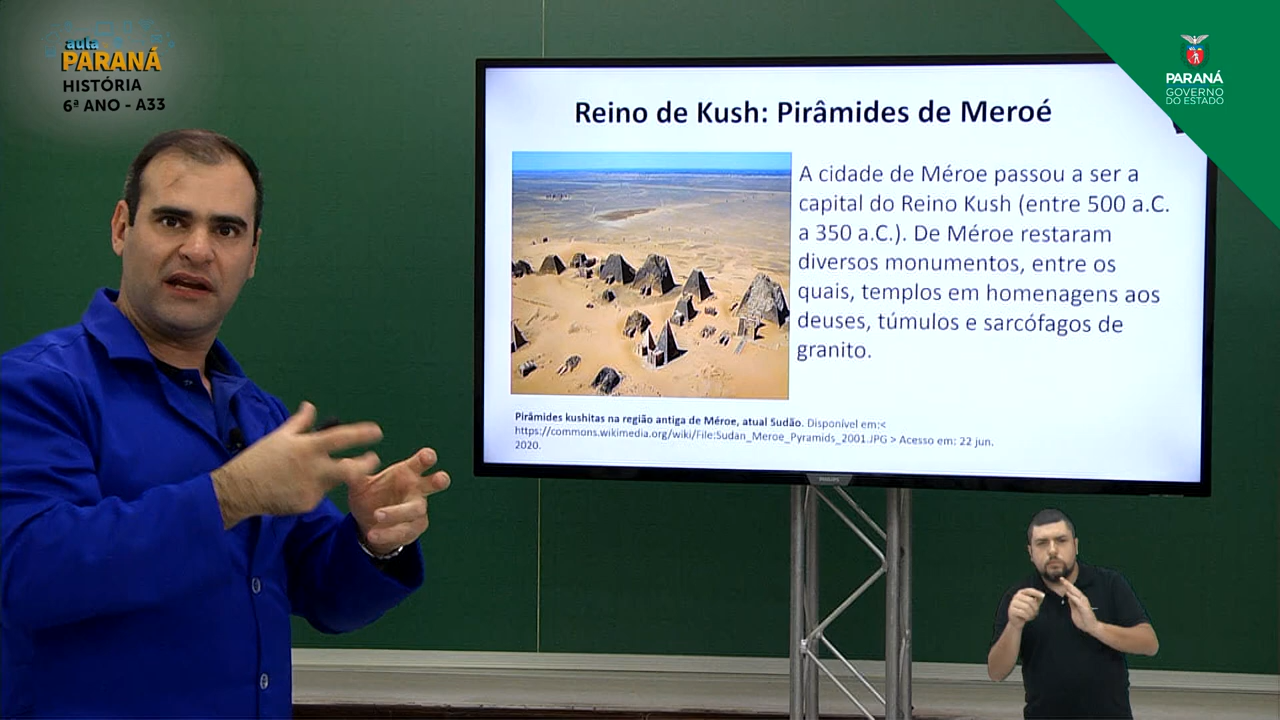 aula
PARANÁ
HISTÓRIA
6ª ANO - A33
PARANÁ
GOVERNO
DO ESTADO
Reino de Kush: Pirâmides de Meroé
A cidade de Méroe passou a ser a
capital do Reino Kush (entre 500 a.C.
a 350 a.C.). De Méroe restaram
diversos monumentos, entre os
quais, templos em homenagens aos
deuses, túmulos e sarcófagos de
granito.
Pirâmides kushitas na região antiga de Méroe, atual Sudão. Disponível em:<
https://commons.wikimedia.org/wiki/File:Sudan_Meroe_Pyramids_2001.JPG > Acesso em: 22 jun.
2020.
PHILIPS